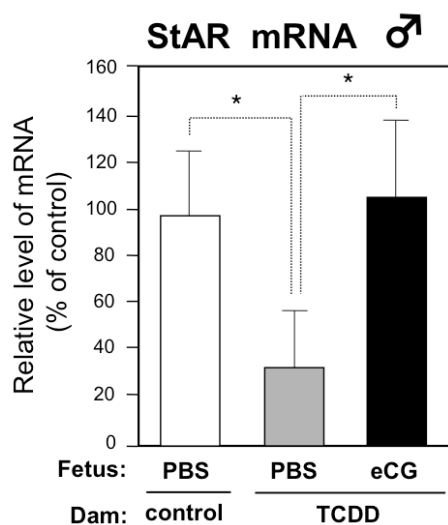 StAR mRNA ♂
Relative level of mRNA
(% of control)
160
140
120
100
80
60
40
20
0
*
*
Fetus: PBS PBS eCG
Dam: control TCDD